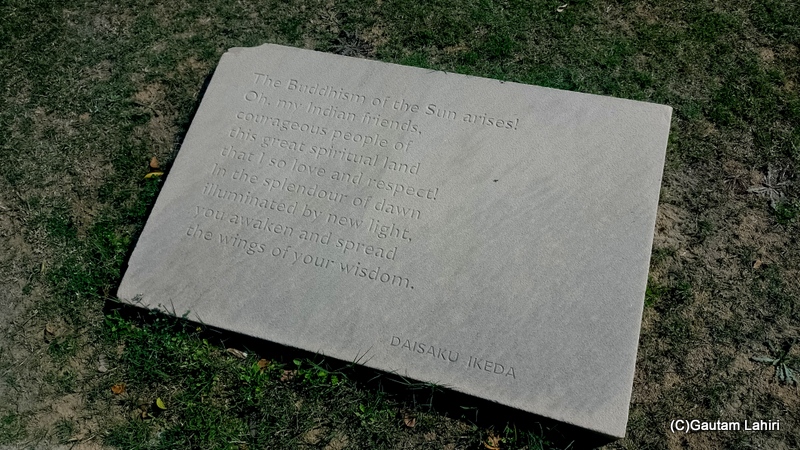 The Buddhism of the Sun arises!
Oh, my Indian friends,
courageous people of
this great spiritual land
that I so love and respect!
In the splendour of dawn
illuminated by new light,
you awaken and spread
the wings of your wisdom.
DAISAKU IKEDA
(C)Gautam Lahiri